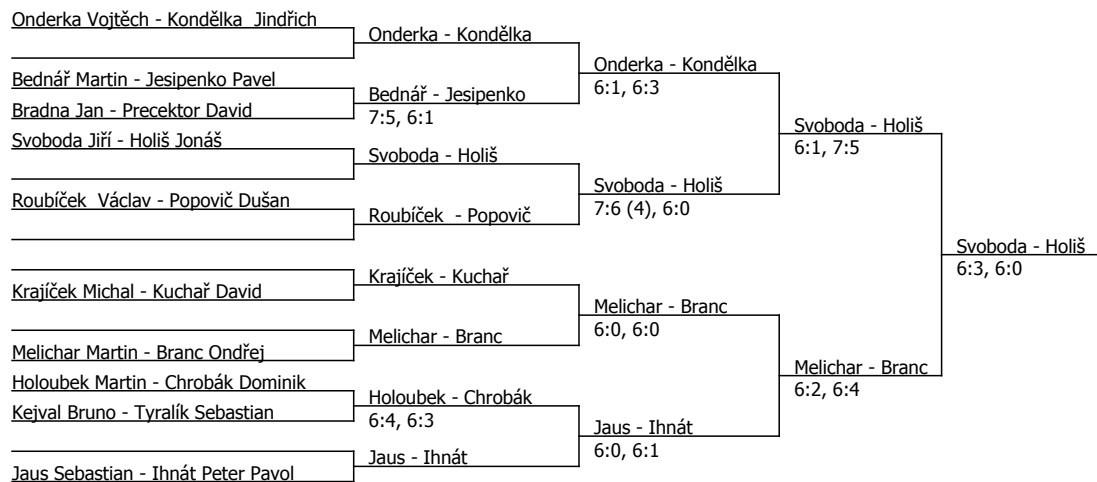 Onderka Vojtěch - Kondělka  Jindřich
Bednář Martin - Jesipenko Pavel
Bradna Jan - Precektor David
Svoboda Jiří - Holiš Jonáš
Roubíček  Václav - Popovič Dušan
Krajíček Michal - Kuchař David
Melichar Martin - Branc Ondřej
Holoubek Martin - Chrobák Dominik
Kejval Bruno - Tyralík Sebastian
Jaus Sebastian - Ihnát Peter Pavol
Onderka - Kondělka
Bednář - Jesipenko
7:5, 6:1
Svoboda - Holiš
Roubíček  - Popovič
Krajíček - Kuchař
Melichar - Branc
Holoubek - Chrobák
6:4, 6:3
Jaus - Ihnát
Onderka - Kondělka
6:1, 6:3
Svoboda - Holiš
7:6 (4), 6:0
Melichar - Branc
6:0, 6:0
Jaus - Ihnát
6:0, 6:1
Svoboda - Holiš
6:1, 7:5
Melichar - Branc
6:2, 6:4
Svoboda - Holiš
6:3, 6:0